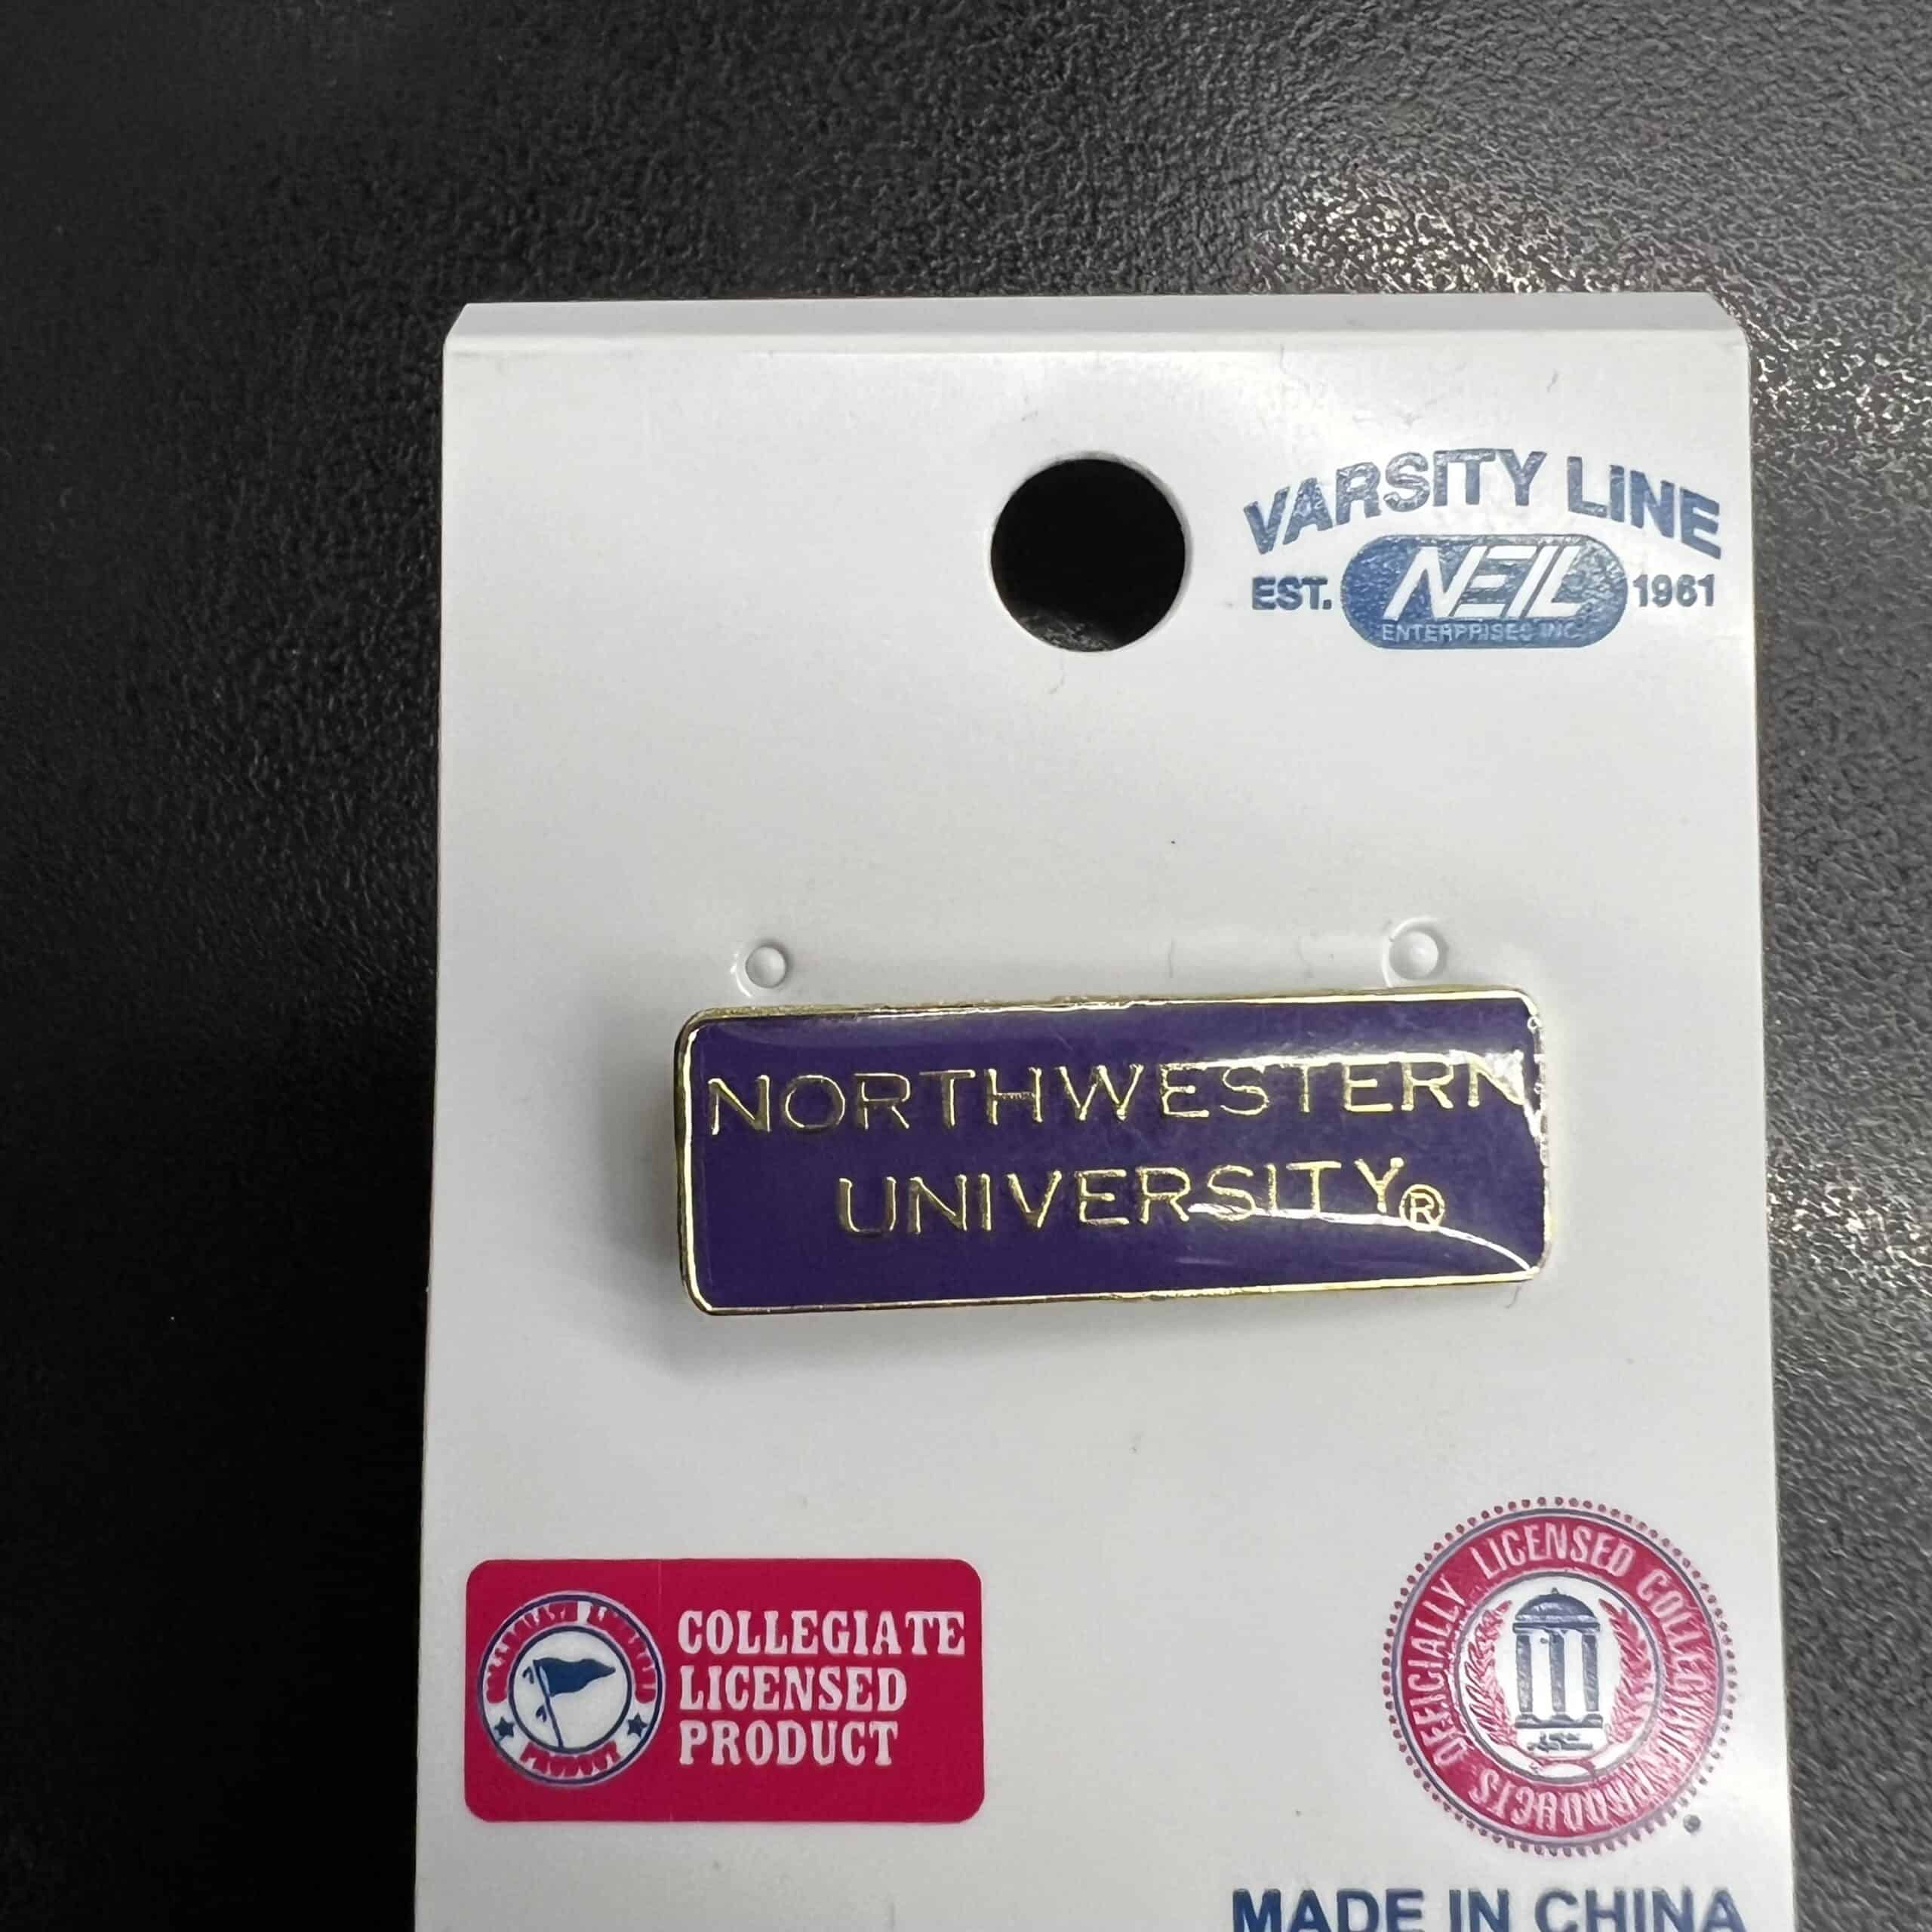 VARSITY LINE
EST. NEIL 1961
ENTERPRISES INC.
NORTHWESTERN
UNIVERSITY®
COLLEGIATE
LICENSED
PRODUCT
OFFICIALLY LICENSED COLLEGIATE PRODUCTS
MADE IN CHINA